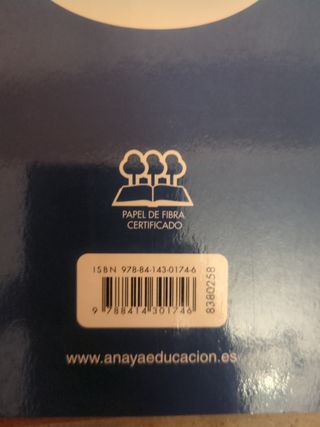 PAPEL DE FIBRA
CERTIFICADO
ISBN 978-84-143-0174-6
9 788414 301746
8380258
www.anayaeducacion.es